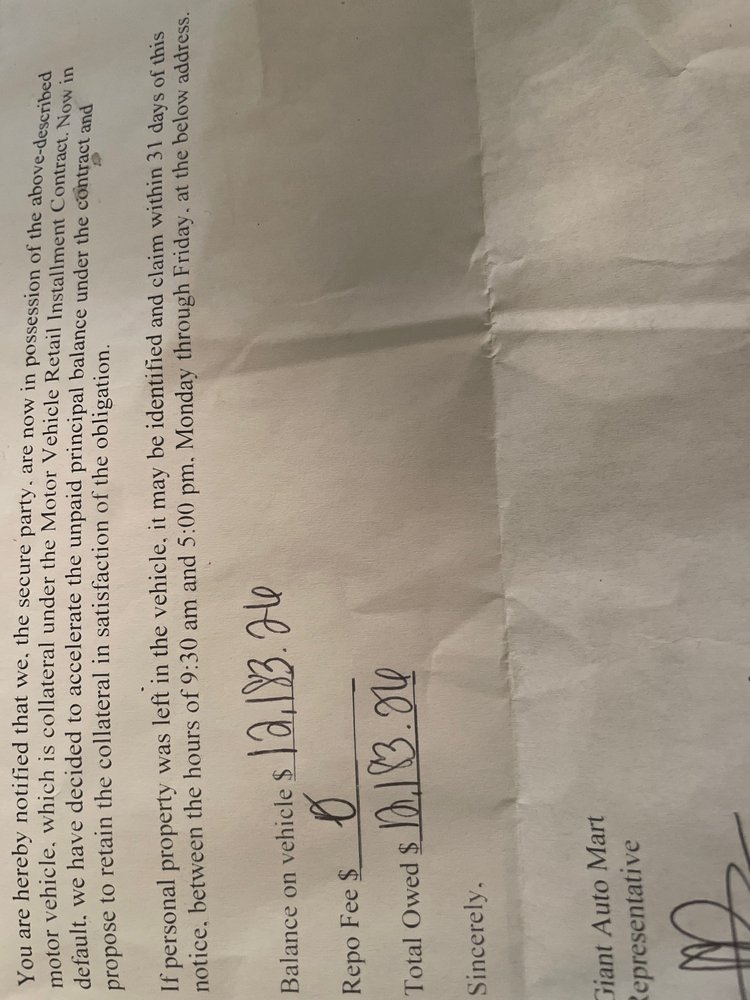 You are hereby notified that we, the secure party, are now in possession of the above-described
motor vehicle, which is collateral under the Motor Vehicle Retail Installment Contract. Now in
default, we have decided to accelerate the unpaid principal balance under the contract and
propose to retain the collateral in satisfaction of the obligation.
If personal property was left in the vehicle, it may be identified and claim within 31 days of this
notice, between the hours of 9:30 am and 5:00 pm, Monday through Friday, at the below address.
Balance on vehicle $ 12,183.26
Repo Fee $ 0
Total Owed $ 12,183.26
Sincerely,
Giant Auto Mart
Representative